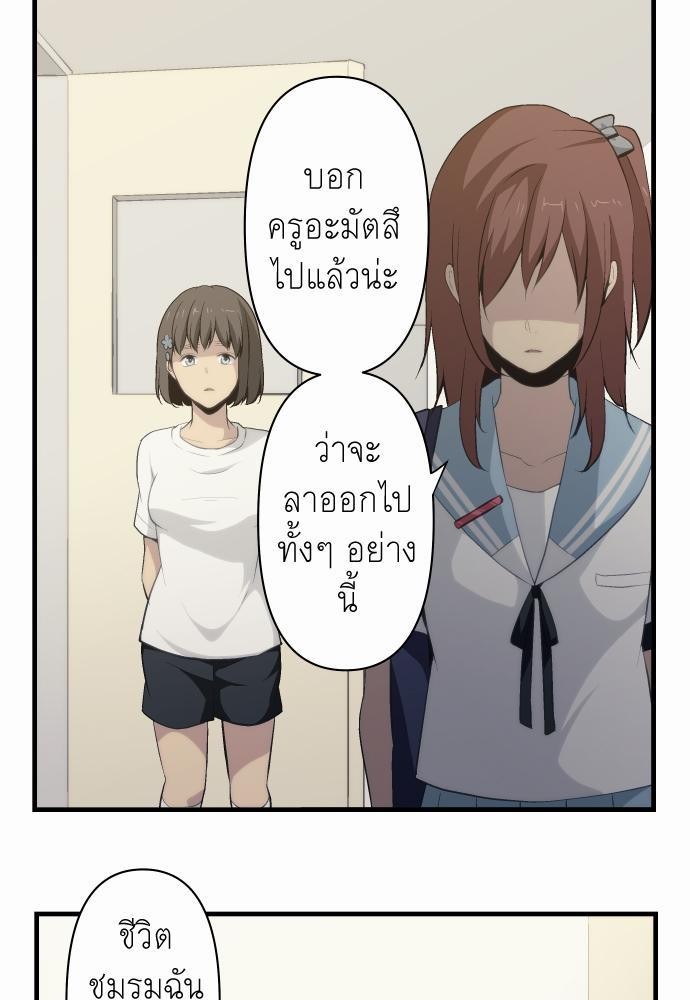 บอก
ครูอะมัตสึ
ไปแล้วน่ะ
ว่าจะ
ลาออกไป
ทั้งๆ อย่าง
นี้
ชีวิต
ชมรมฉัน